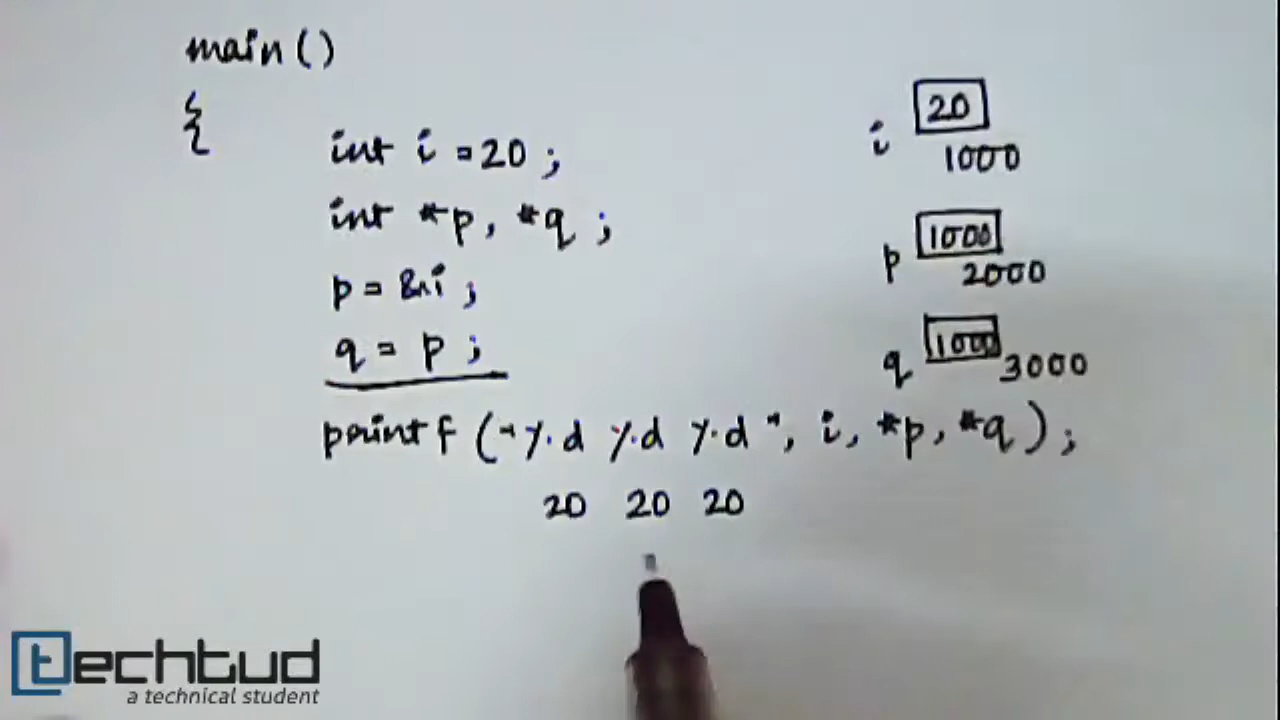 main()
{
int i = 20 ;
int *p, *q ;
p = &i ;
q = p ;
printf ("%d %d %d", i, *p, *q) ;
20 20 20
i 20
1000
p 1000
2000
q 1000
3000
techtud
a technical student